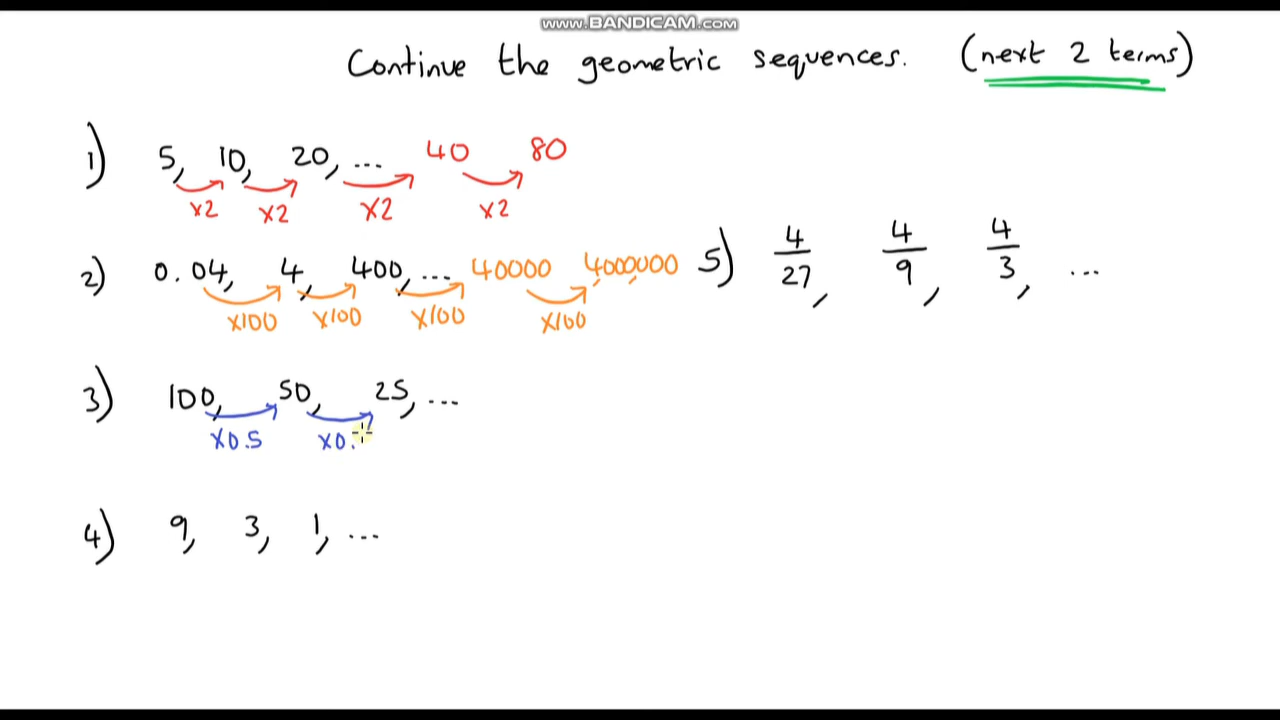 www.BANDICAM.com
Continue the geometric sequences. (next 2 terms)
1) 5, 10, 20, ... 40 80
x2 x2 x2 x2
2) 0.04, 4, 400, ... 40000 4000000
x100 x100 x100 x100
5) 4/27, 4/9, 4/3, ...
3) 100, 50, 25, ...
x0.5 x0.
4) 9, 3, 1, ...